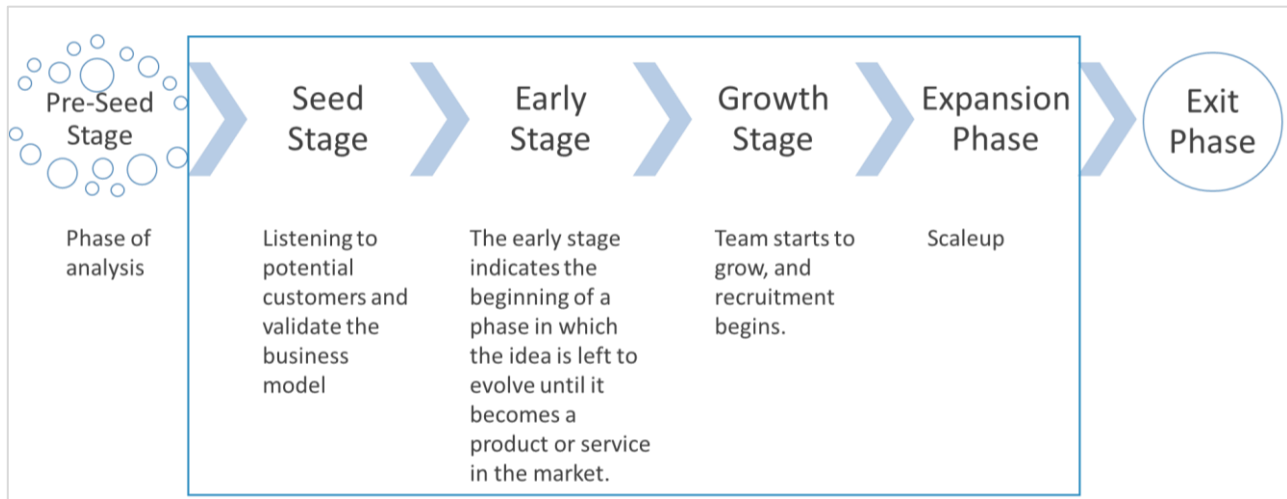 Pre-Seed
Stage
Seed
Stage
Early
Stage
Growth
Stage
Expansion
Phase
Exit
Phase
Phase of
analysis
Listening to
potential
customers and
validate the
business
model
The early stage
indicates the
beginning of a
phase in which
the idea is left to
evolve until it
becomes a
product or service
in the market.
Team starts to
grow, and
recruitment
begins.
Scaleup